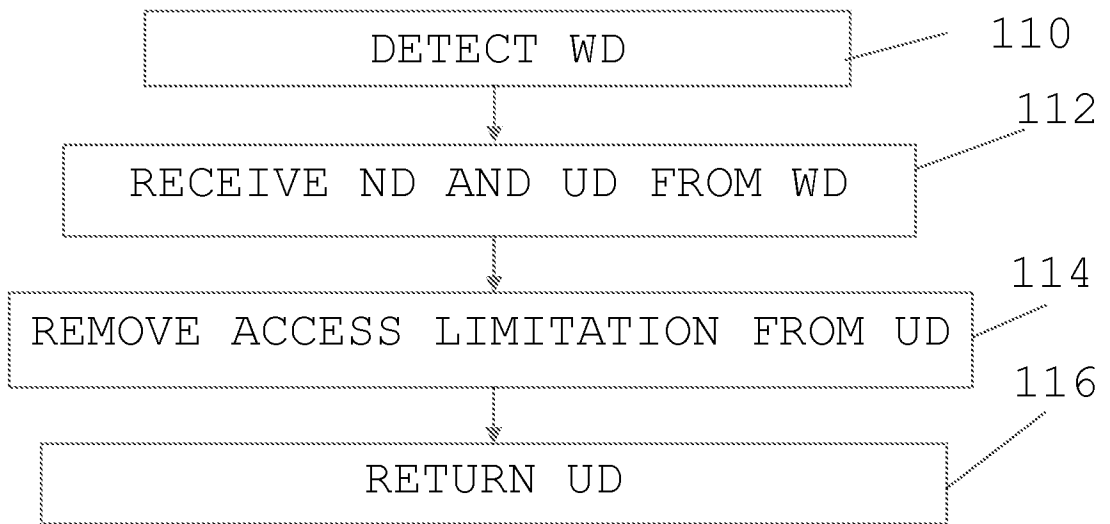 DETECT WD
110
112
RECEIVE ND AND UD FROM WD
114
REMOVE ACCESS LIMITATION FROM UD
116
RETURN UD